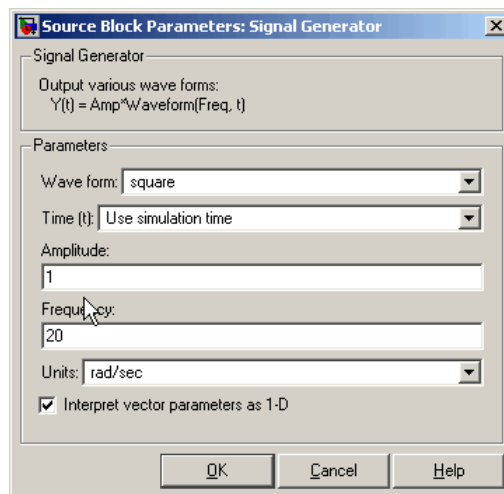 Source Block Parameters: Signal Generator
Signal Generator
Output various wave forms:
Y(t) = Amp*Waveform(Freq, t)
Parameters
Wave form: square
Time (t): Use simulation time
Amplitude:
1
Frequency:
20
Units: rad/sec
Interpret vector parameters as 1-D
OK Cancel Help